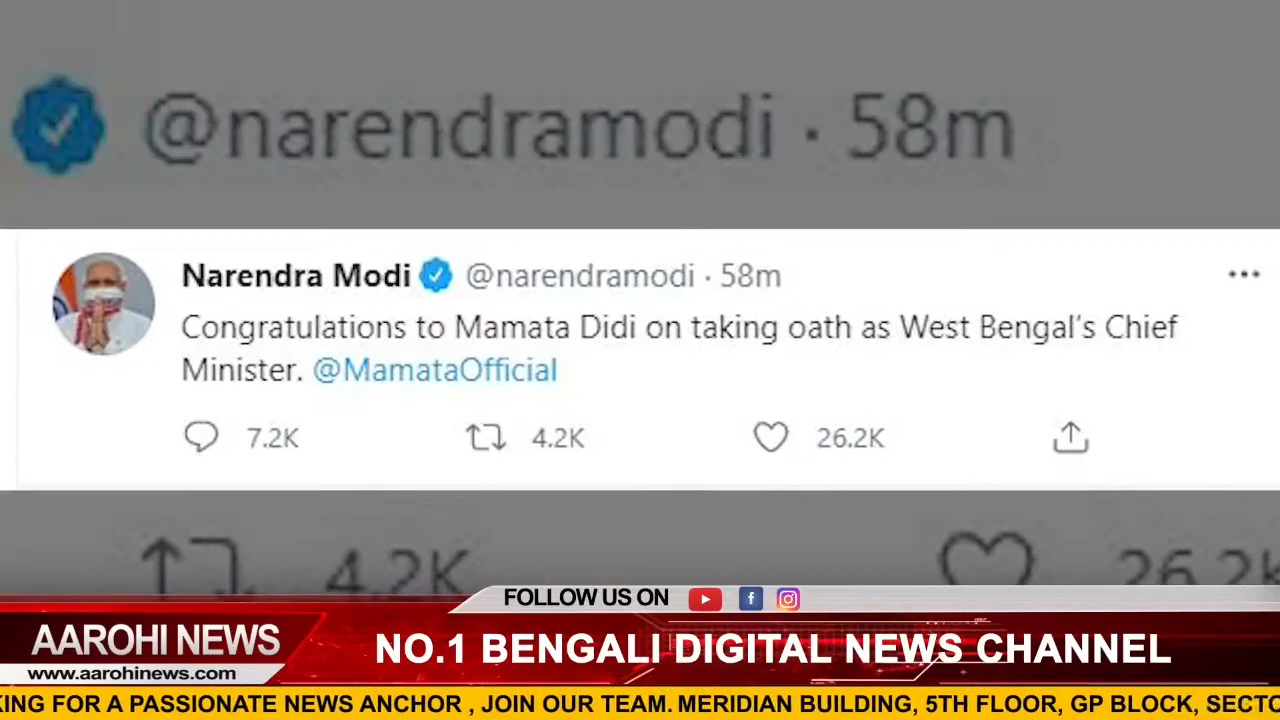 @narendramodi · 58m
Narendra Modi @narendramodi · 58m
Congratulations to Mamata Didi on taking oath as West Bengal's Chief
Minister. @MamataOfficial
7.2K 4.2K 26.2K
4.2K 26.2K
FOLLOW US ON
AAROHI NEWS
NO.1 BENGALI DIGITAL NEWS CHANNEL
www.aarohinews.com
KING FOR A PASSIONATE NEWS ANCHOR , JOIN OUR TEAM. MERIDIAN BUILDING, 5TH FLOOR, GP BLOCK, SECTO